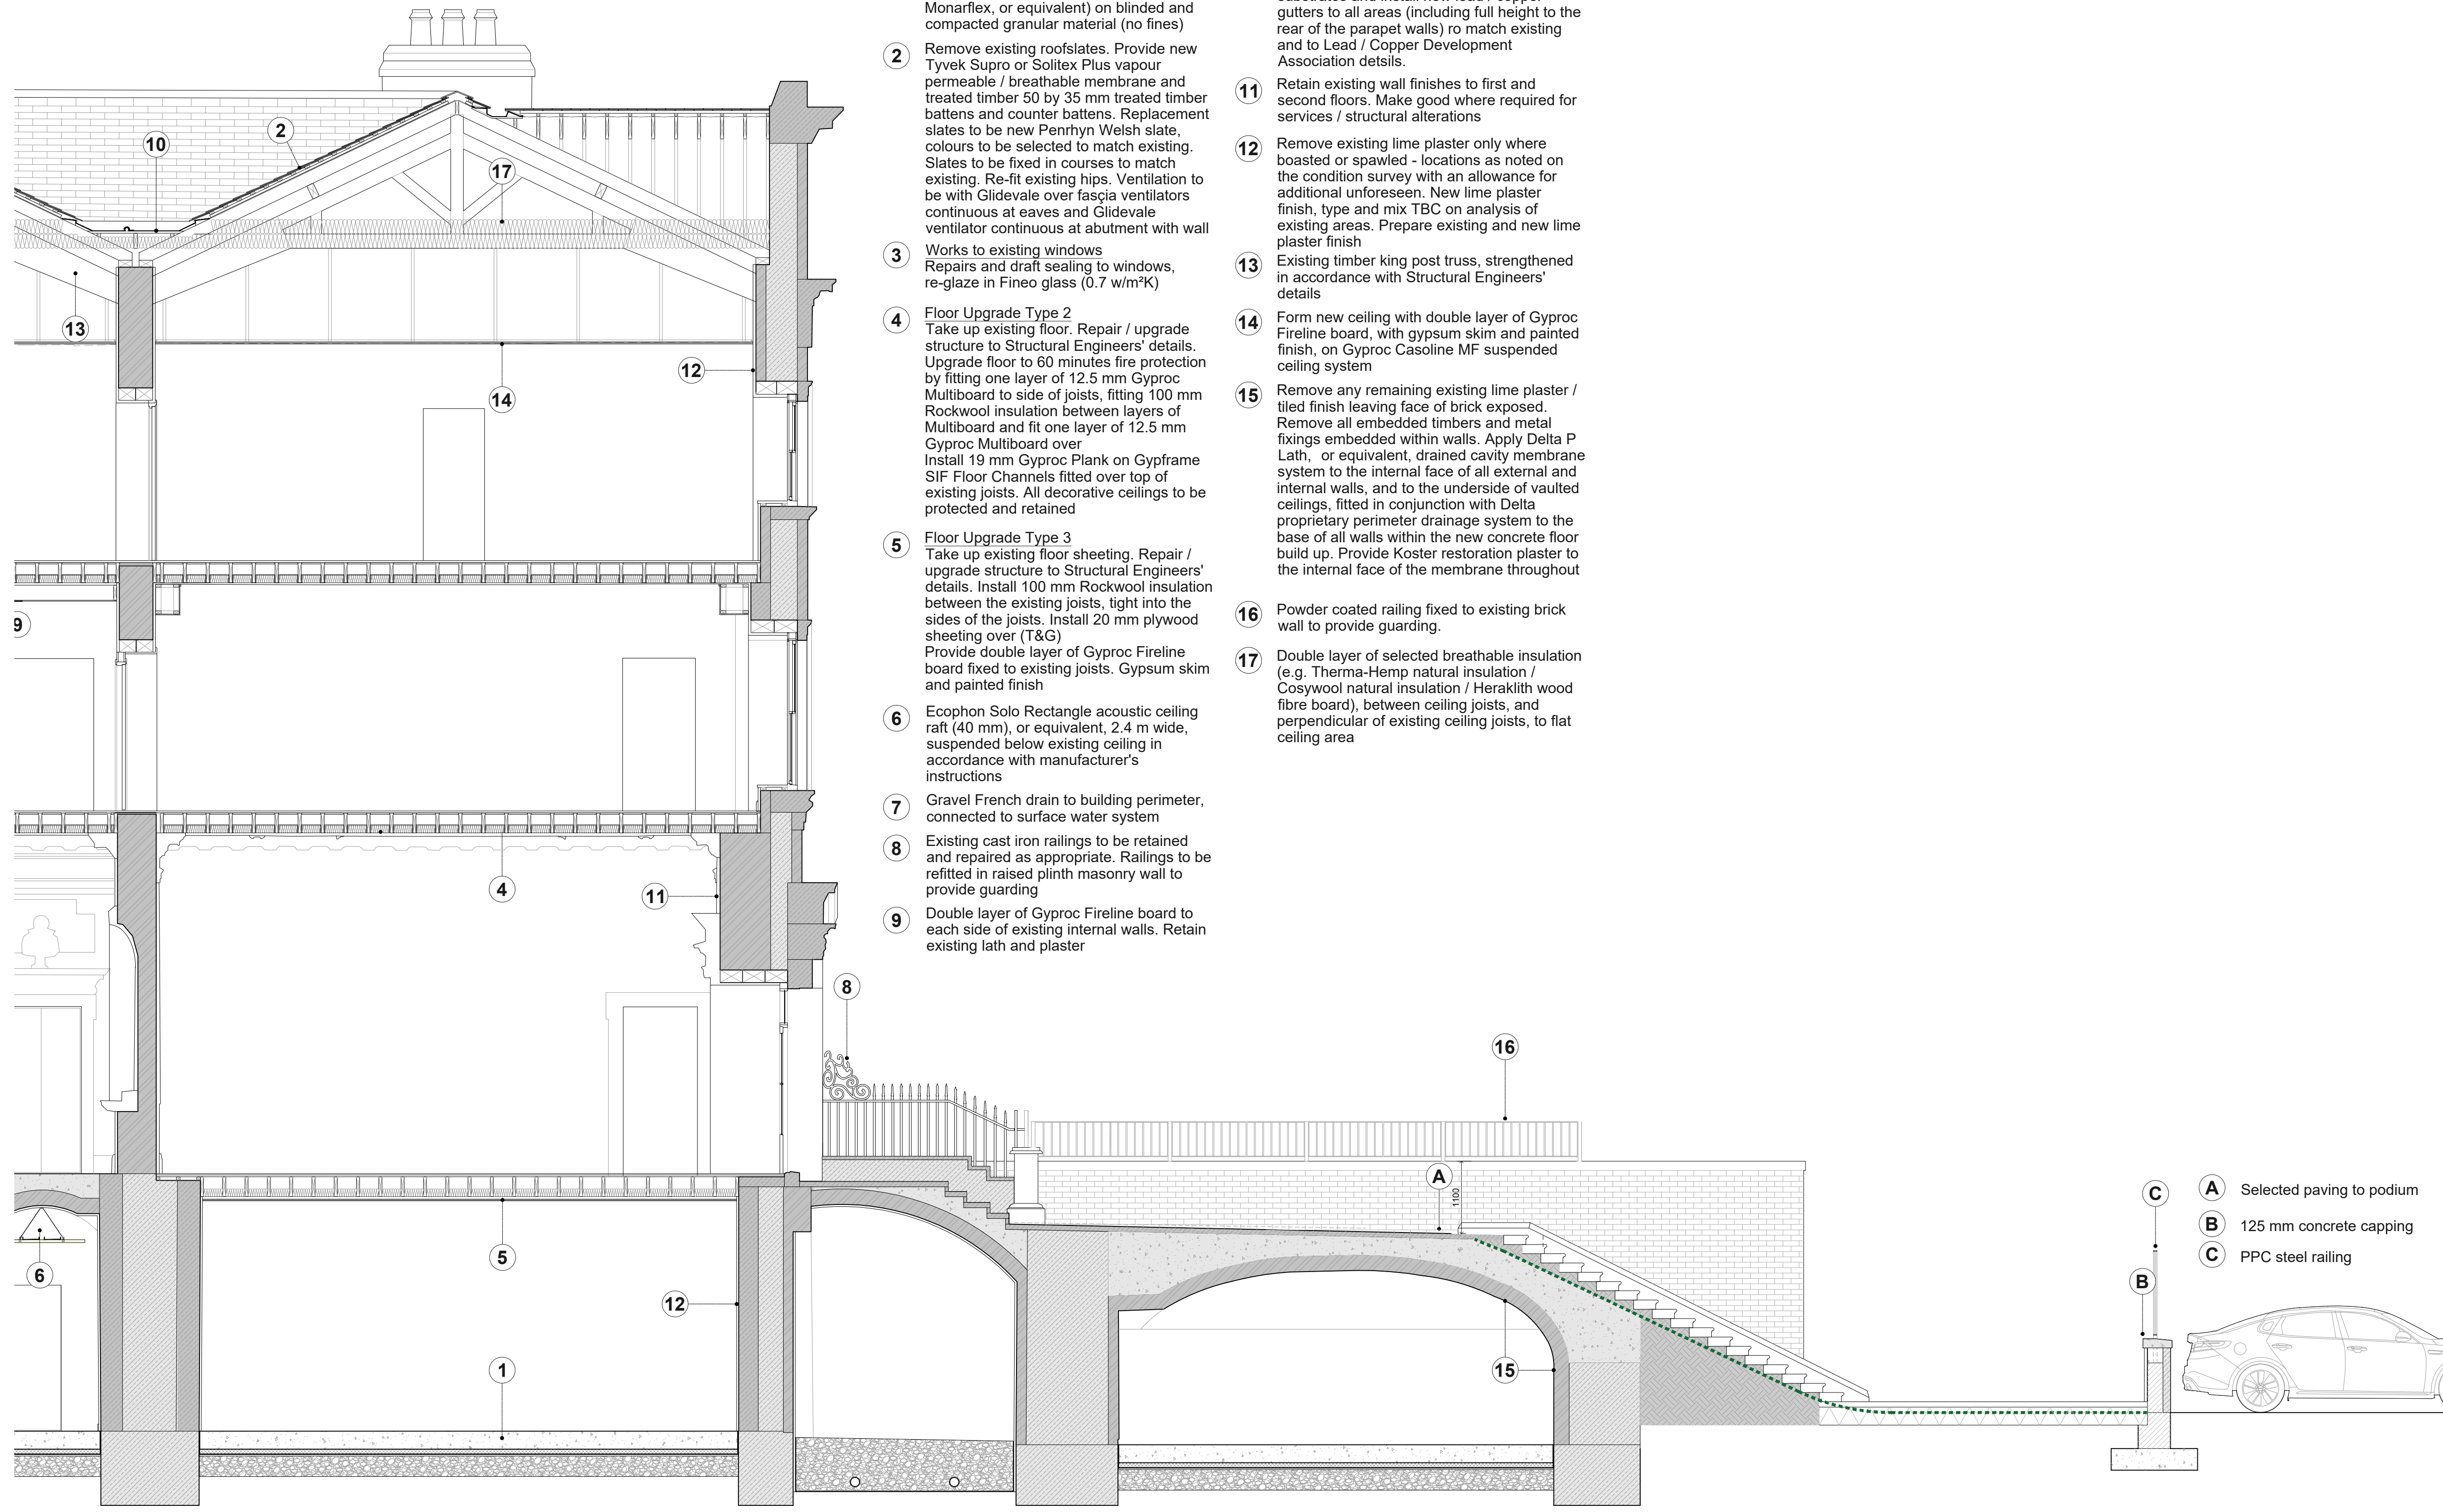 Monarflex, or equivalent) on blinded and
compacted granular material (no fines)
2
Remove existing roofslates. Provide new
Tyvek Supro or Solitex Plus vapour
permeable / breathable membrane and
treated timber 50 by 35 mm treated timber
battens and counter battens. Replacement
slates to be new Penrhyn Welsh slate,
colours to be selected to match existing.
Slates to be fixed in courses to match
existing. Re-fit existing hips. Ventilation to
be with Glidevale over fasçia ventilators
continuous at eaves and Glidevale
ventilator continuous at abutment with wall
3
Works to existing windows
Repairs and draft sealing to windows,
re-glaze in Fineo glass (0.7 w/m²K)
4
Floor Upgrade Type 2
Take up existing floor. Repair / upgrade
structure to Structural Engineers' details.
Upgrade floor to 60 minutes fire protection
by fitting one layer of 12.5 mm Gyproc
Multiboard to side of joists, fitting 100 mm
Rockwool insulation between layers of
Multiboard and fit one layer of 12.5 mm
Gyproc Multiboard over
Install 19 mm Gyproc Plank on Gypframe
SIF Floor Channels fitted over top of
existing joists. All decorative ceilings to be
protected and retained
5
Floor Upgrade Type 3
Take up existing floor sheeting. Repair /
upgrade structure to Structural Engineers'
details. Install 100 mm Rockwool insulation
between the existing joists, tight into the
sides of the joists. Install 20 mm plywood
sheeting over (T&G)
Provide double layer of Gyproc Fireline
board fixed to existing joists. Gypsum skim
and painted finish
6
Ecophon Solo Rectangle acoustic ceiling
raft (40 mm), or equivalent, 2.4 m wide,
suspended below existing ceiling in
accordance with manufacturer's
instructions
7
Gravel French drain to building perimeter,
connected to surface water system
8
Existing cast iron railings to be retained
and repaired as appropriate. Railings to be
refitted in raised plinth masonry wall to
provide guarding
9
Double layer of Gyproc Fireline board to
each side of existing internal walls. Retain
existing lath and plaster
gutters to all areas (including full height to the
rear of the parapet walls) ro match existing
and to Lead / Copper Development
Association detsils.
11
Retain existing wall finishes to first and
second floors. Make good where required for
services / structural alterations
12
Remove existing lime plaster only where
boasted or spawled - locations as noted on
the condition survey with an allowance for
additional unforeseen. New lime plaster
finish, type and mix TBC on analysis of
existing areas. Prepare existing and new lime
plaster finish
13
Existing timber king post truss, strengthened
in accordance with Structural Engineers'
details
14
Form new ceiling with double layer of Gyproc
Fireline board, with gypsum skim and painted
finish, on Gyproc Casoline MF suspended
ceiling system
15
Remove any remaining existing lime plaster /
tiled finish leaving face of brick exposed.
Remove all embedded timbers and metal
fixings embedded within walls. Apply Delta P
Lath, or equivalent, drained cavity membrane
system to the internal face of all external and
internal walls, and to the underside of vaulted
ceilings, fitted in conjunction with Delta
proprietary perimeter drainage system to the
base of all walls within the new concrete floor
build up. Provide Koster restoration plaster to
the internal face of the membrane throughout
16
Powder coated railing fixed to existing brick
wall to provide guarding.
17
Double layer of selected breathable insulation
(e.g. Therma-Hemp natural insulation /
Cosywool natural insulation / Heraklith wood
fibre board), between ceiling joists, and
perpendicular of existing ceiling joists, to flat
ceiling area
2
10
17
13
12
14
9
4
11
8
16
A
1100
6
5
12
1
15
C
B
A Selected paving to podium
B 125 mm concrete capping
C PPC steel railing